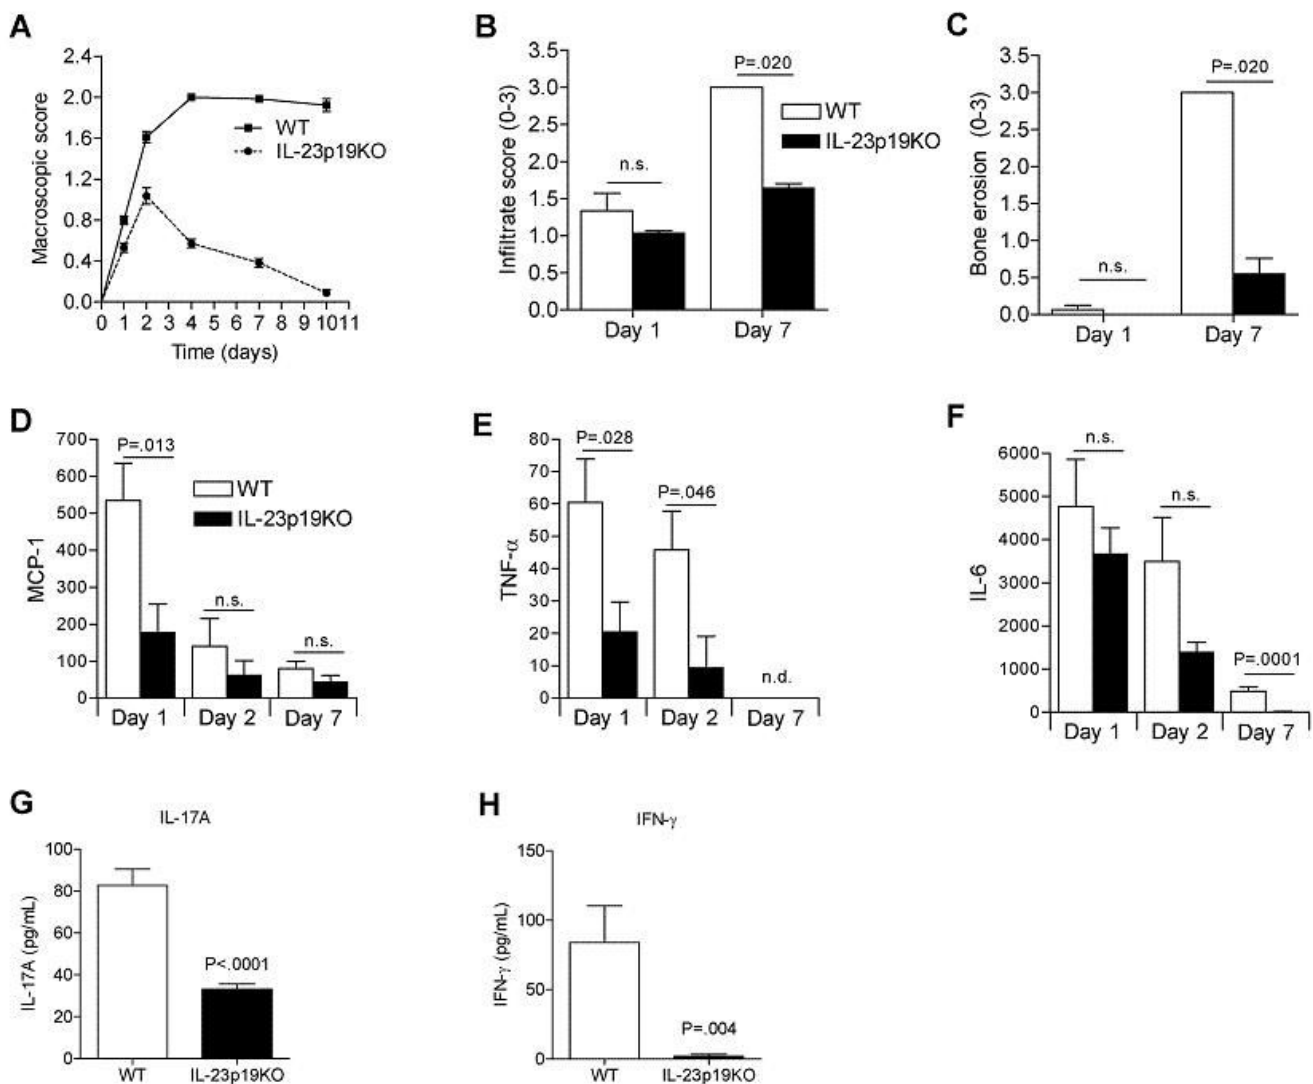 A
Macroscopic score
2.4
2.0
1.6
1.2
0.8
0.4
0.0
WT
IL-23p19KO
0 1 2 3 4 5 6 7 8 9 10 11
Time (days)
B
Infiltrate score (0-3)
3.5
3.0
2.5
2.0
1.5
1.0
0.5
0.0
n.s.
P=.020
WT
IL-23p19KO
Day 1 Day 7
C
Bone erosion (0-3)
3.5
3.0
2.5
2.0
1.5
1.0
0.5
0.0
n.s.
P=.020
Day 1 Day 7
D
MCP-1
700
600
500
400
300
200
100
0
P=.013
n.s.
n.s.
WT
IL-23p19KO
Day 1 Day 2 Day 7
E
TNF-α
80
70
60
50
40
30
20
10
0
P=.028
P=.046
n.d.
Day 1 Day 2 Day 7
F
IL-6
6000
5000
4000
3000
2000
1000
0
n.s.
n.s.
P=.0001
Day 1 Day 2 Day 7
G
IL-17A
IL-17A (pg/mL)
100
80
60
40
20
0
P<.0001
WT IL-23p19KO
H
IFN-γ
IFN-γ (pg/mL)
150
100
50
0
P=.004
WT IL-23p19KO